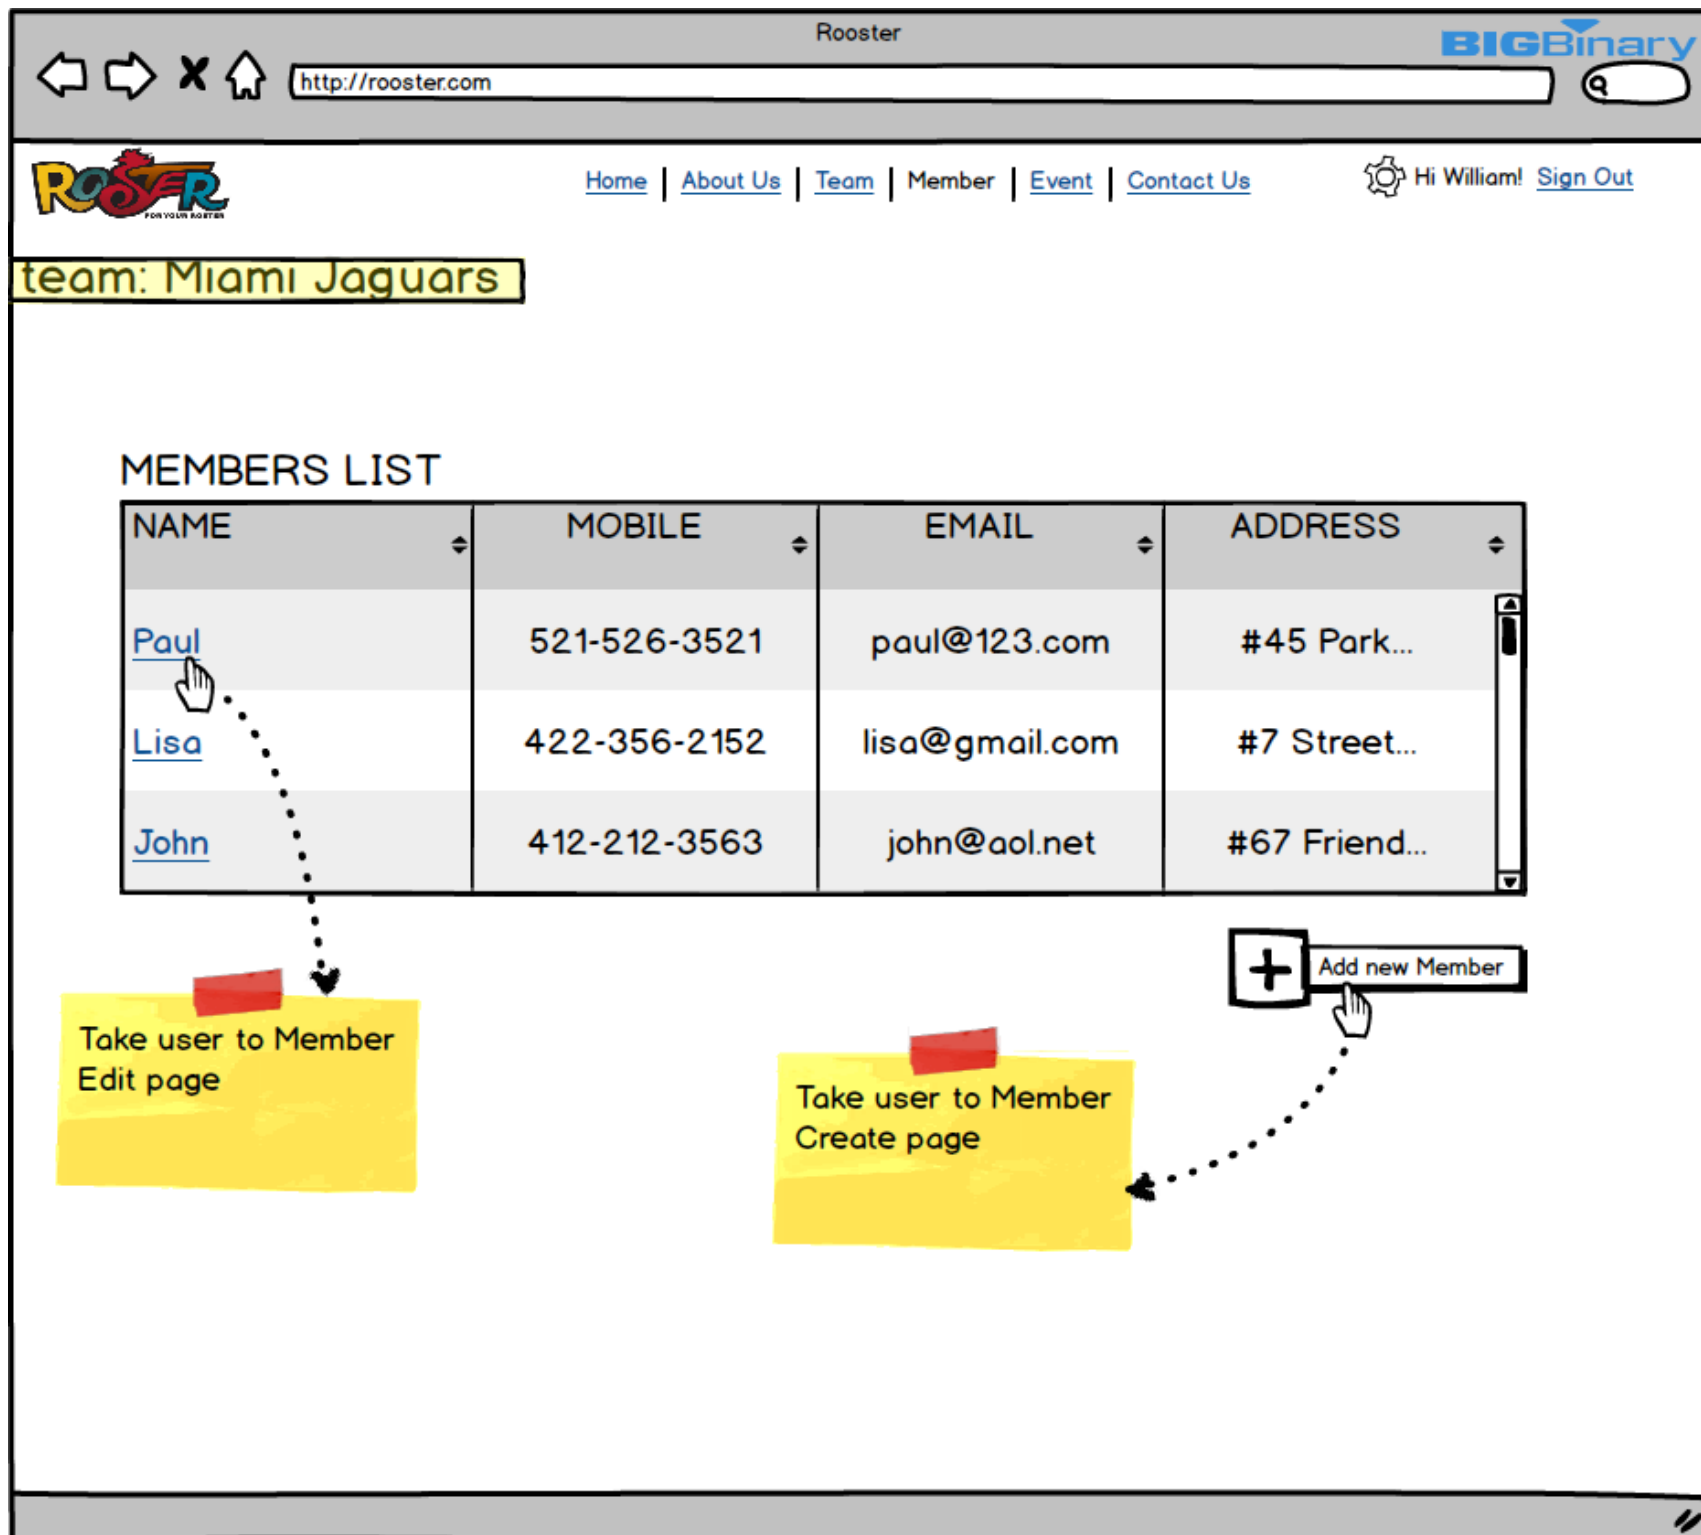 Rooster
BIGBinary
http://rooster.com
ROOSTER
FOR YOUR ROSTER
Home | About Us | Team | Member | Event | Contact Us
Hi William! Sign Out
team: Miami Jaguars
MEMBERS LIST
NAME MOBILE EMAIL ADDRESS
Paul 521-526-3521 paul@123.com #45 Park...
Lisa 422-356-2152 lisa@gmail.com #7 Street...
John 412-212-3563 john@aol.net #67 Friend...
Add new Member
Take user to Member
Edit page
Take user to Member
Create page